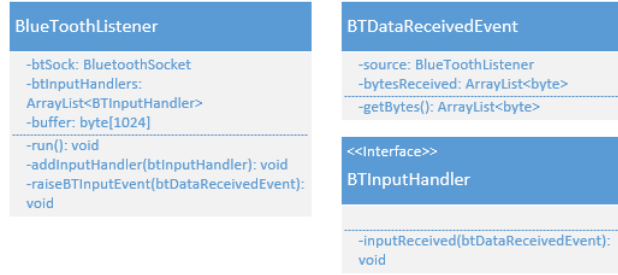 BlueToothListener
-btSock: BluetoothSocket
-btInputHandlers:
ArrayList<BTInputHandler>
-buffer: byte[1024]
-run(): void
-addInputHandler(btInputHandler): void
-raiseBTInputEvent(btDataReceivedEvent):
void
BTDataReceivedEvent
-source: BlueToothListener
-bytesReceived: ArrayList<byte>
-getBytes(): ArrayList<byte>
<<Interface>>
BTInputHandler
-inputReceived(btDataReceivedEvent):
void